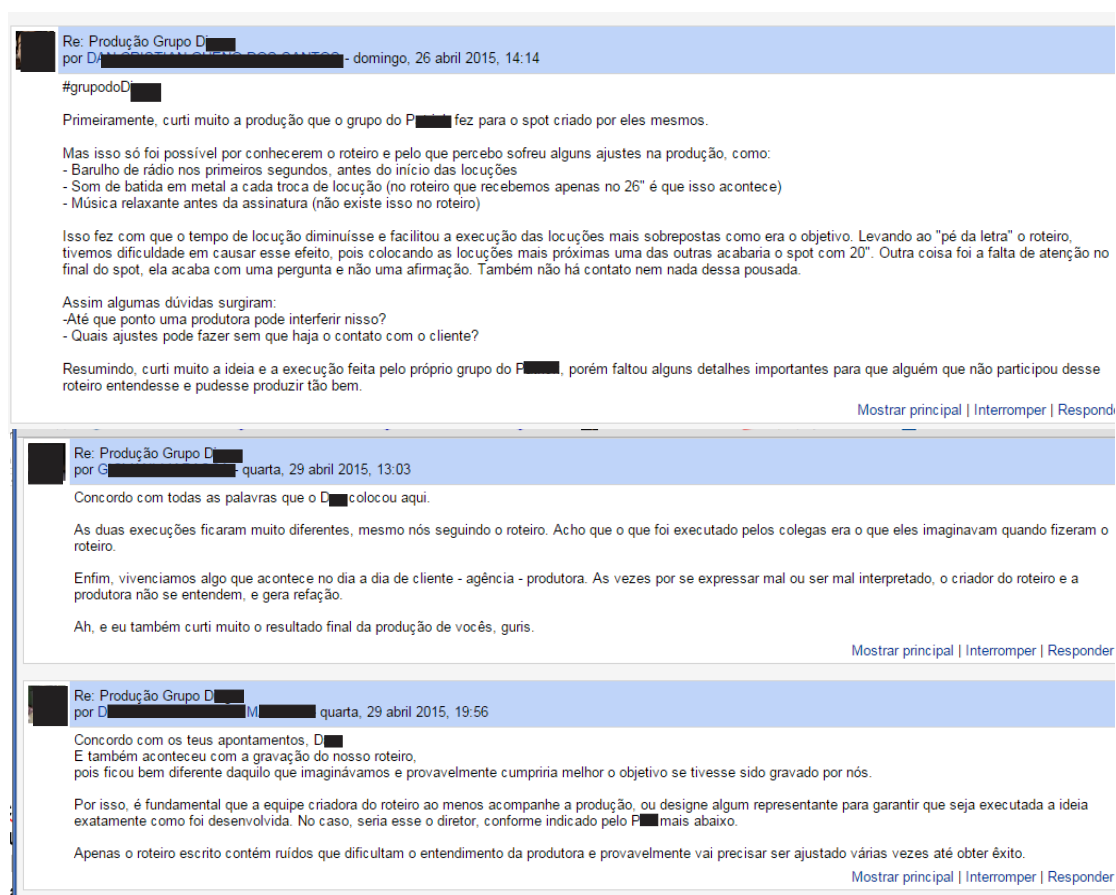 Re: Produção Grupo D
por - domingo, 26 abril 2015, 14:14
#grupodoD
Primeiramente, curti muito a produção que o grupo do P fez para o spot criado por eles mesmos.
Mas isso só foi possível por conhecerem o roteiro e pelo que percebo sofreu alguns ajustes na produção, como:
- Barulho de rádio nos primeiros segundos, antes do início das locuções
- Som de batida em metal a cada troca de locução (no roteiro que recebemos apenas no 26" é que isso acontece)
- Música relaxante antes da assinatura (não existe isso no roteiro)
Isso fez com que o tempo de locução diminuísse e facilitou a execução das locuções mais sobrepostas como era o objetivo. Levando ao "pé da letra" o roteiro,
tivemos dificuldade em causar esse efeito, pois colocando as locuções mais próximas uma das outras acabaria o spot com 20". Outra coisa foi a falta de atenção no
final do spot, ela acaba com uma pergunta e não uma afirmação. Também não há contato nem nada dessa pousada.
Assim algumas dúvidas surgiram:
-Até que ponto uma produtora pode interferir nisso?
- Quais ajustes pode fazer sem que haja o contato com o cliente?
Resumindo, curti muito a ideia e a execução feita pelo próprio grupo do P, porém faltou alguns detalhes importantes para que alguém que não participou desse
roteiro entendesse e pudesse produzir tão bem.
Mostrar principal | Interromper | Responde
Re: Produção Grupo D
por G - quarta, 29 abril 2015, 13:03
Concordo com todas as palavras que o D colocou aqui.
As duas execuções ficaram muito diferentes, mesmo nós seguindo o roteiro. Acho que o que foi executado pelos colegas era o que eles imaginavam quando fizeram o
roteiro.
Enfim, vivenciamos algo que acontece no dia a dia de cliente - agência - produtora. As vezes por se expressar mal ou ser mal interpretado, o criador do roteiro e a
produtora não se entendem, e gera refação.
Ah, e eu também curti muito o resultado final da produção de vocês, guris.
Mostrar principal | Interromper | Responder
Re: Produção Grupo D
por D M quarta, 29 abril 2015, 19:56
Concordo com os teus apontamentos, D
E também aconteceu com a gravação do nosso roteiro,
pois ficou bem diferente daquilo que imaginávamos e provavelmente cumpriria melhor o objetivo se tivesse sido gravado por nós.
Por isso, é fundamental que a equipe criadora do roteiro ao menos acompanhe a produção, ou designe algum representante para garantir que seja executada a ideia
exatamente como foi desenvolvida. No caso, seria esse o diretor, conforme indicado pelo P mais abaixo.
Apenas o roteiro escrito contém ruídos que dificultam o entendimento da produtora e provavelmente vai precisar ser ajustado várias vezes até obter êxito.
Mostrar principal | Interromper | Responder